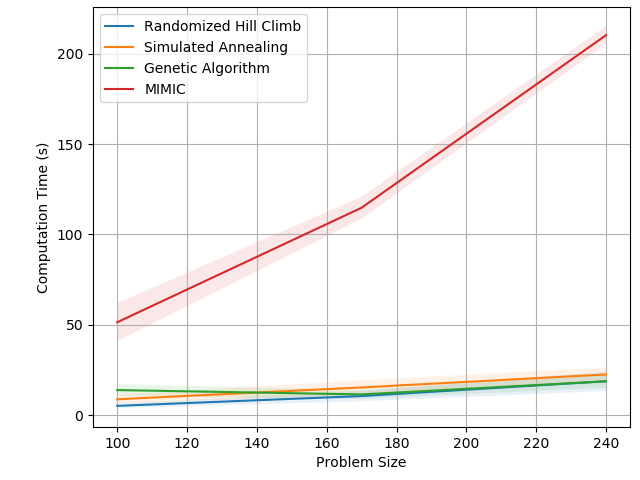 Randomized Hill Climb
Simulated Annealing
Genetic Algorithm
MIMIC
200
150
100
50
0
Computation Time (s)
100 120 140 160 180 200 220 240
Problem Size